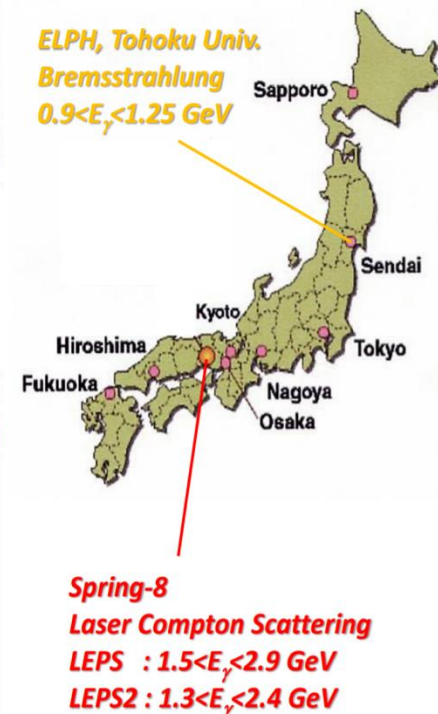 ELPH, Tohoku Univ.
Bremsstrahlung
0.9<Eγ<1.25 GeV
Sapporo
Sendai
Kyoto
Hiroshima
Tokyo
Fukuoka
Nagoya
Osaka
Spring-8
Laser Compton Scattering
LEPS : 1.5<Eγ<2.9 GeV
LEPS2 : 1.3<Eγ<2.4 GeV